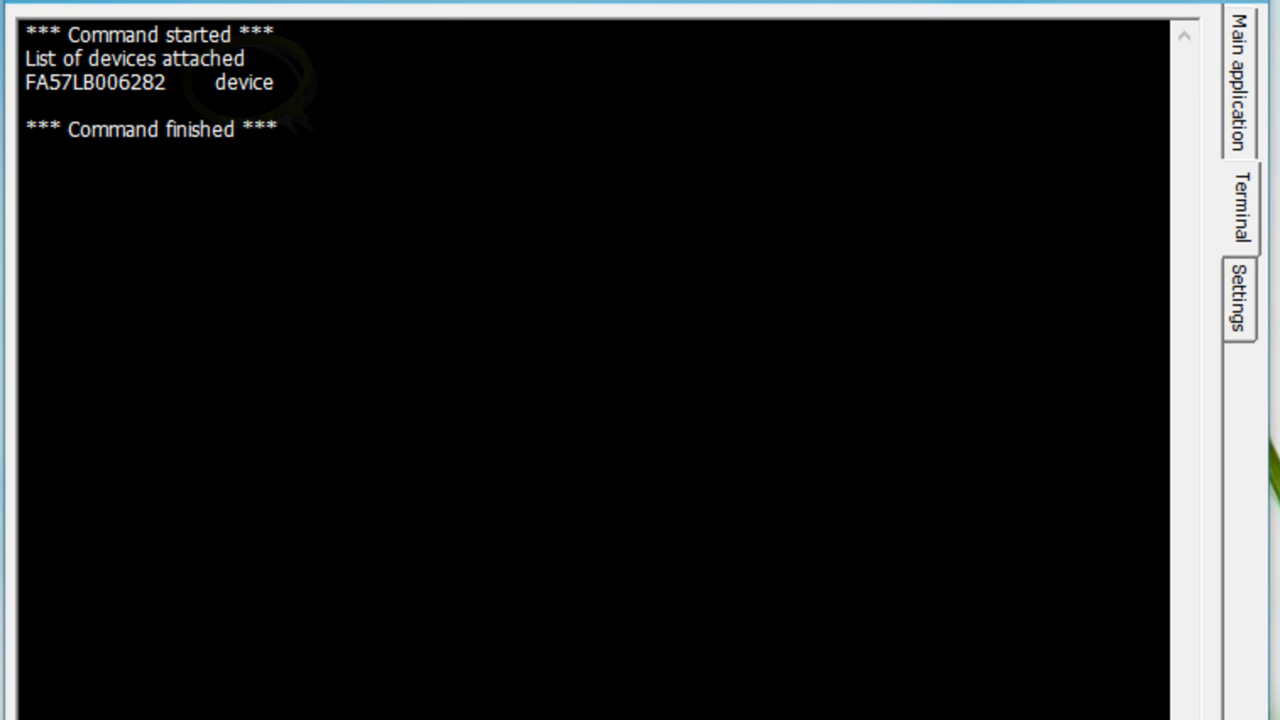 *** Command started ***
List of devices attached
FA57LB006282 device
*** Command finished ***
Main application
Terminal
Settings